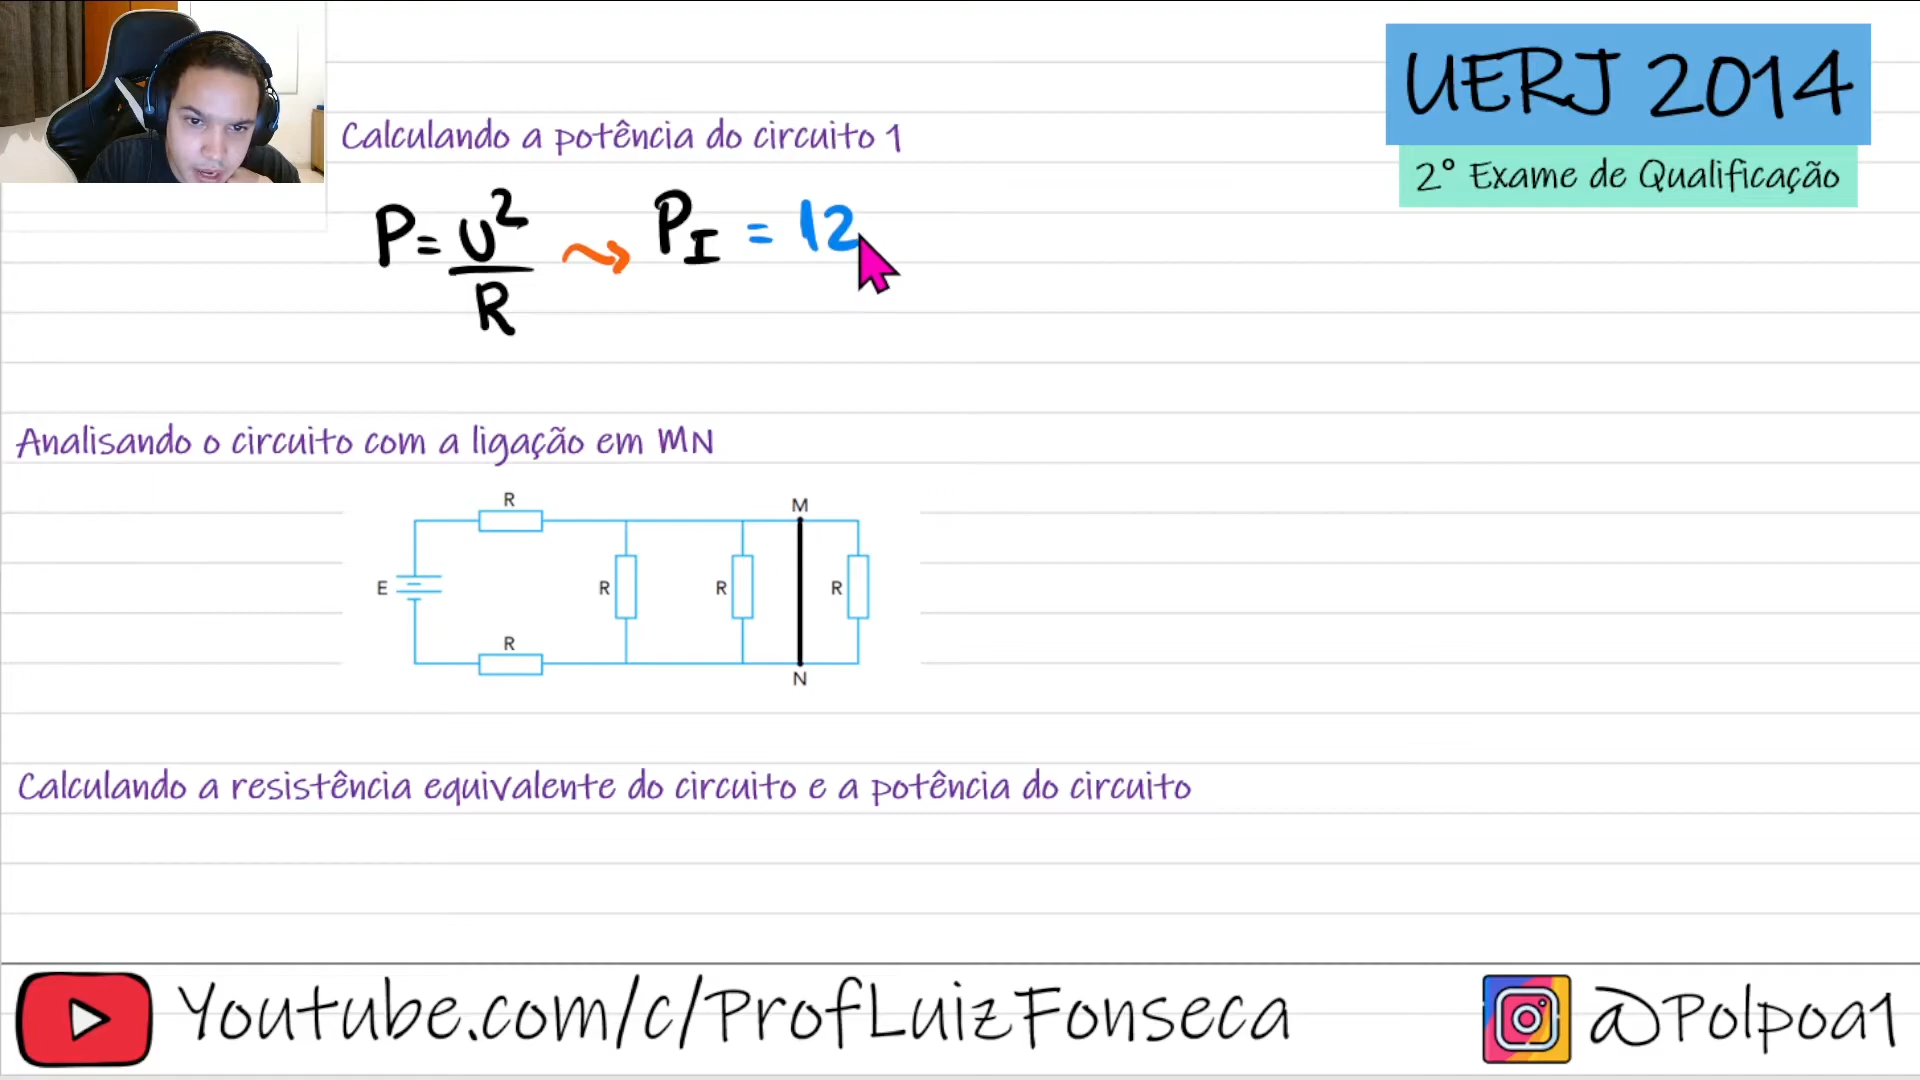 UERJ 2014
2° Exame de Qualificação
Calculando a potência do circuito 1
P = U² / R
P_I = 12
Analisando o circuito com a ligação em MN
R
M
E
R
R
R
R
N
Calculando a resistência equivalente do circuito e a potência do circuito
Youtube.com/c/ProfLuizFonseca
@Polpoa1